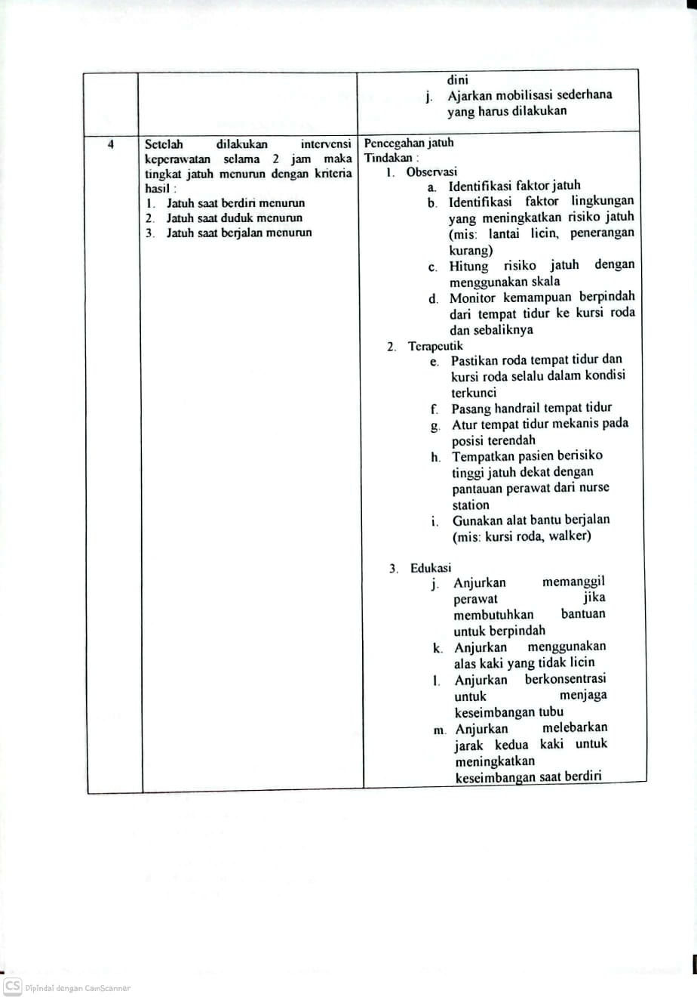 dini
j. Ajarkan mobilisasi sederhana
yang harus dilakukan
4
Setelah dilakukan intervensi
keperawatan selama 2 jam maka
tingkat jatuh menurun dengan kriteria
hasil :
1. Jatuh saat berdiri menurun
2. Jatuh saat duduk menurun
3. Jatuh saat berjalan menurun
Pencegahan jatuh
Tindakan :
1. Observasi
a. Identifikasi faktor jatuh
b. Identifikasi faktor lingkungan
yang meningkatkan risiko jatuh
(mis: lantai licin, penerangan
kurang)
c. Hitung risiko jatuh dengan
menggunakan skala
d. Monitor kemampuan berpindah
dari tempat tidur ke kursi roda
dan sebaliknya
2. Terapeutik
e. Pastikan roda tempat tidur dan
kursi roda selalu dalam kondisi
terkunci
f. Pasang handrail tempat tidur
g. Atur tempat tidur mekanis pada
posisi terendah
h. Tempatkan pasien berisiko
tinggi jatuh dekat dengan
pantauan perawat dari nurse
station
i. Gunakan alat bantu berjalan
(mis: kursi roda, walker)
3. Edukasi
j. Anjurkan memanggil
perawat jika
membutuhkan bantuan
untuk berpindah
k. Anjurkan menggunakan
alas kaki yang tidak licin
l. Anjurkan berkonsentrasi
untuk menjaga
keseimbangan tubu
m. Anjurkan melebarkan
jarak kedua kaki untuk
meningkatkan
keseimbangan saat berdiri
CS Dipindai dengan CamScanner